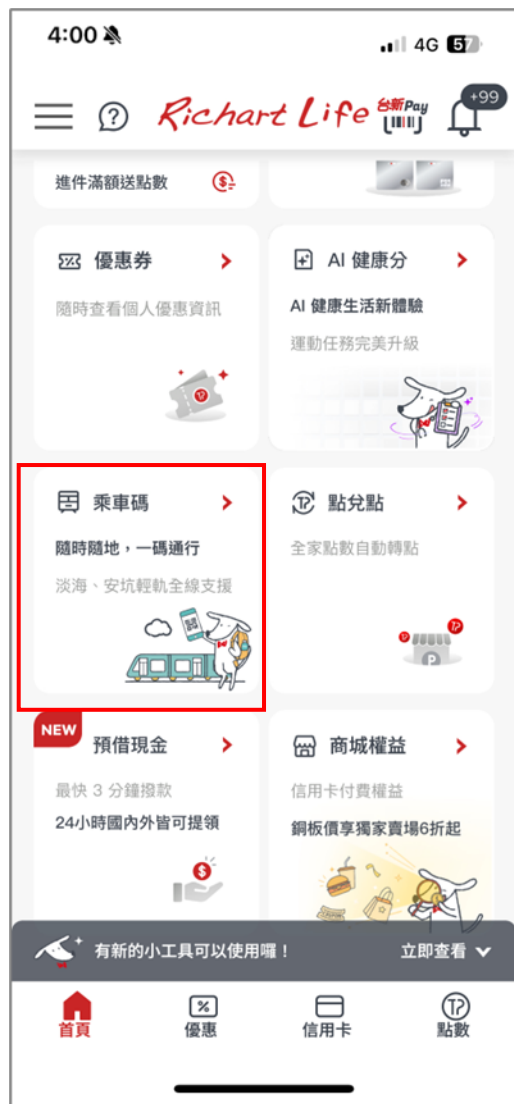 4:00
4G 57
Richart Life 台新Pay
+99
進件滿額送點數
優惠券
隨時查看個人優惠資訊
AI 健康分
AI 健康生活新體驗
運動任務完美升級
乘車碼
隨時隨地，一碼通行
淡海、安坑輕軌全線支援
點兌點
全家點數自動轉點
NEW
預借現金
最快 3 分鐘撥款
24小時國內外皆可提領
商城權益
信用卡付費權益
銅板價享獨家賣場6折起
有新的小工具可以使用囉！
立即查看
首頁
優惠
信用卡
點數